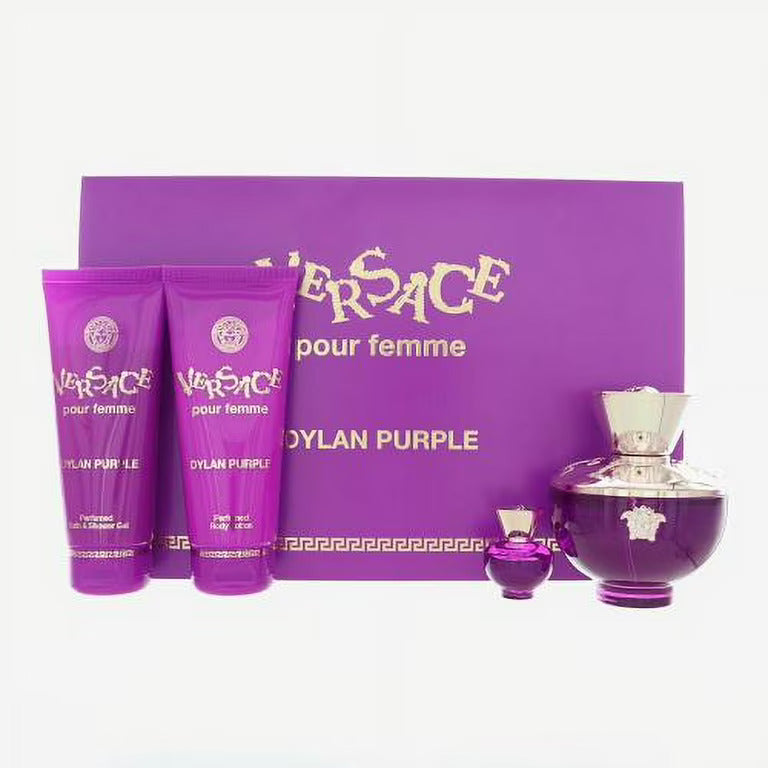 VERSACE
pour femme
DYLAN PURPLE
VERSACE
pour femme
DYLAN PURPLE
Perfumed
Bath & Shower Gel
VERSACE
pour femme
DYLAN PURPLE
Perfumed
Body Lotion